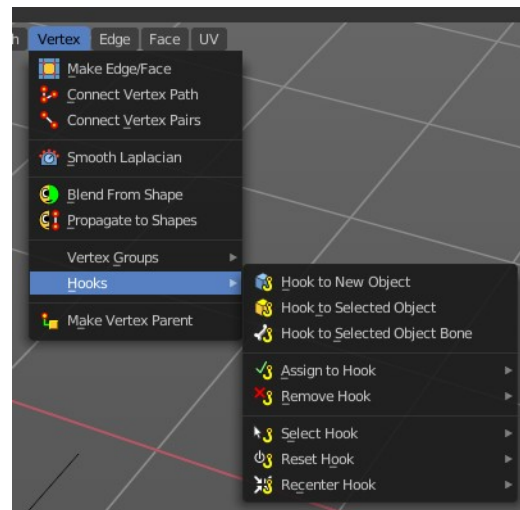 h Vertex Edge Face UV
Make Edge/Face
Connect Vertex Path
Connect Vertex Pairs
Smooth Laplacian
Blend From Shape
Propagate to Shapes
Vertex Groups
Hooks
Make Vertex Parent
Hook to New Object
Hook to Selected Object
Hook to Selected Object Bone
Assign to Hook
Remove Hook
Select Hook
Reset Hook
Recenter Hook